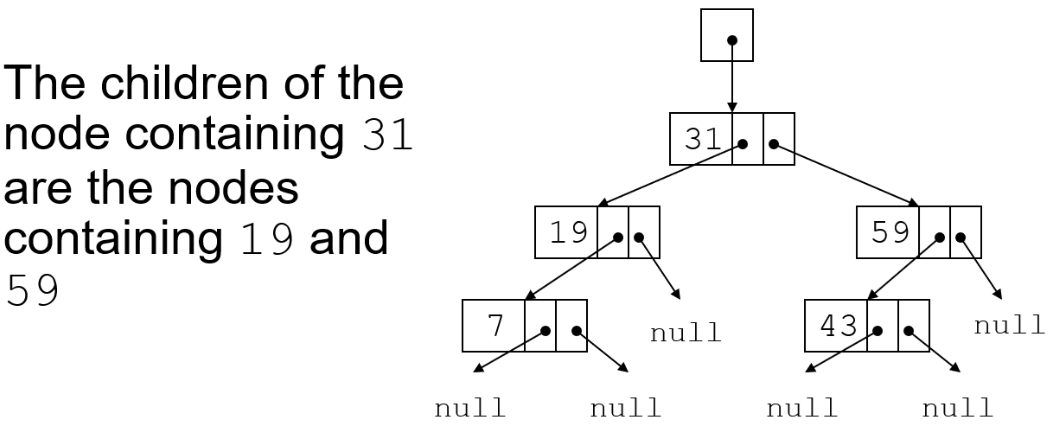 The children of the
node containing 31
are the nodes
containing 19 and
59
31
19
59
7
null
43
null
null
null
null
null